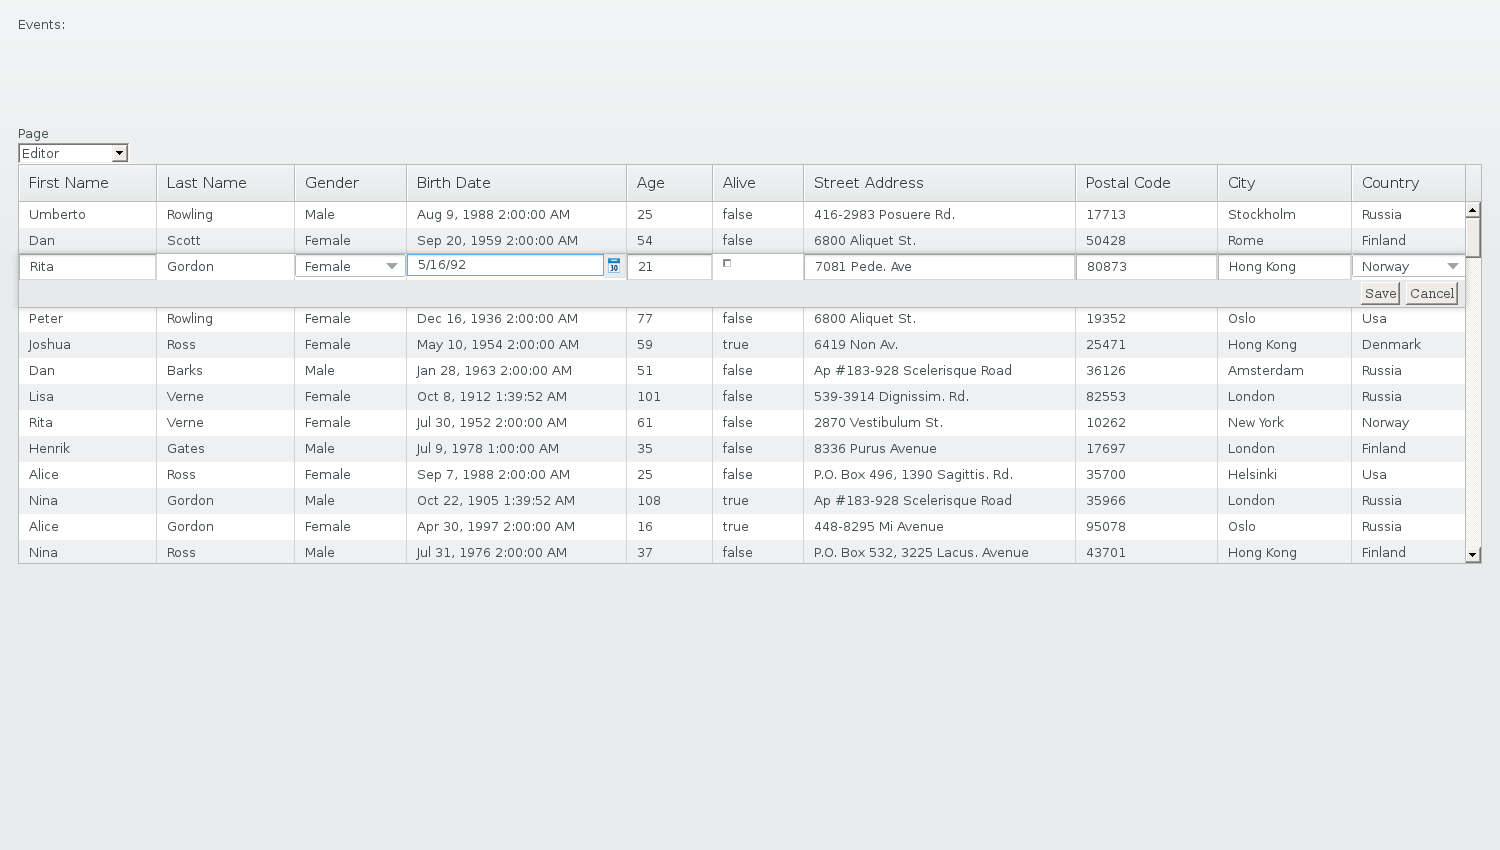 Events:
Page
Editor
First Name Last Name Gender Birth Date Age Alive Street Address Postal Code City Country
Umberto Rowling Male Aug 9, 1988 2:00:00 AM 25 false 416-2983 Posuere Rd. 17713 Stockholm Russia
Dan Scott Female Sep 20, 1959 2:00:00 AM 54 false 6800 Aliquet St. 50428 Rome Finland
Rita Gordon Female 5/16/92 30 21 7081 Pede. Ave 80873 Hong Kong Norway
Save Cancel
Peter Rowling Female Dec 16, 1936 2:00:00 AM 77 false 6800 Aliquet St. 19352 Oslo Usa
Joshua Ross Female May 10, 1954 2:00:00 AM 59 true 6419 Non Av. 25471 Hong Kong Denmark
Dan Barks Male Jan 28, 1963 2:00:00 AM 51 false Ap #183-928 Scelerisque Road 36126 Amsterdam Russia
Lisa Verne Female Oct 8, 1912 1:39:52 AM 101 false 539-3914 Dignissim. Rd. 82553 London Russia
Rita Verne Female Jul 30, 1952 2:00:00 AM 61 false 2870 Vestibulum St. 10262 New York Norway
Henrik Gates Male Jul 9, 1978 1:00:00 AM 35 false 8336 Purus Avenue 17697 London Finland
Alice Ross Female Sep 7, 1988 2:00:00 AM 25 false P.O. Box 496, 1390 Sagittis. Rd. 35700 Helsinki Usa
Nina Gordon Male Oct 22, 1905 1:39:52 AM 108 true Ap #183-928 Scelerisque Road 35966 London Russia
Alice Gordon Female Apr 30, 1997 2:00:00 AM 16 true 448-8295 Mi Avenue 95078 Oslo Russia
Nina Ross Male Jul 31, 1976 2:00:00 AM 37 false P.O. Box 532, 3225 Lacus. Avenue 43701 Hong Kong Finland